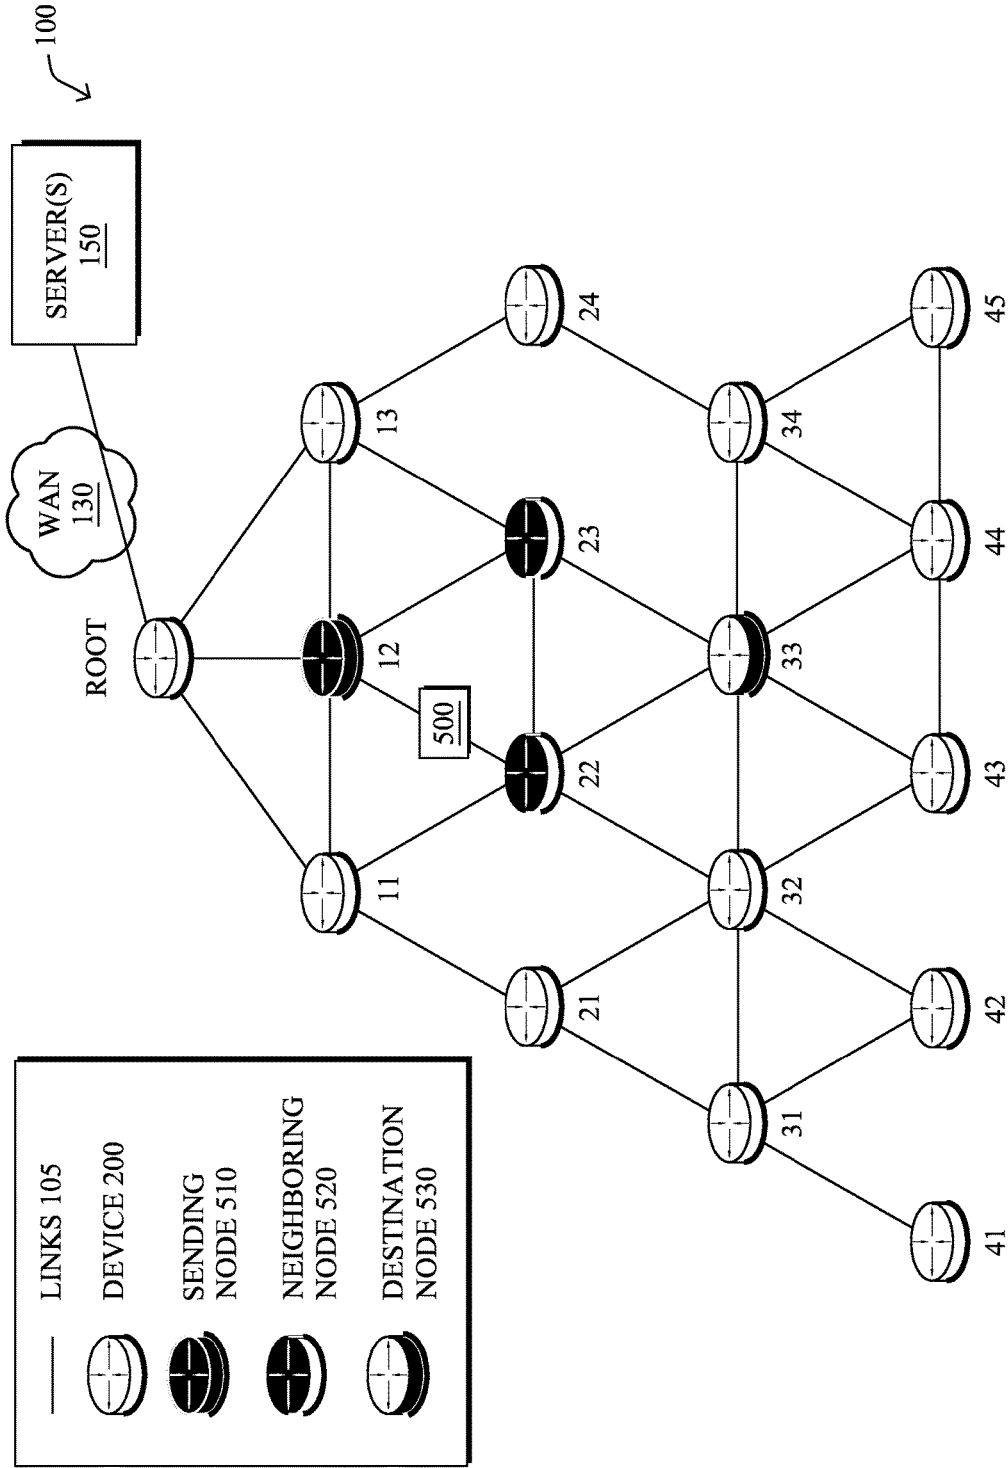 100
SERVER(S)
150
WAN
130
ROOT
11
12
13
500
21
22
23
24
31
32
33
34
41
42
43
44
45
LINKS 105
DEVICE 200
SENDING
NODE 510
NEIGHBORING
NODE 520
DESTINATION
NODE 530